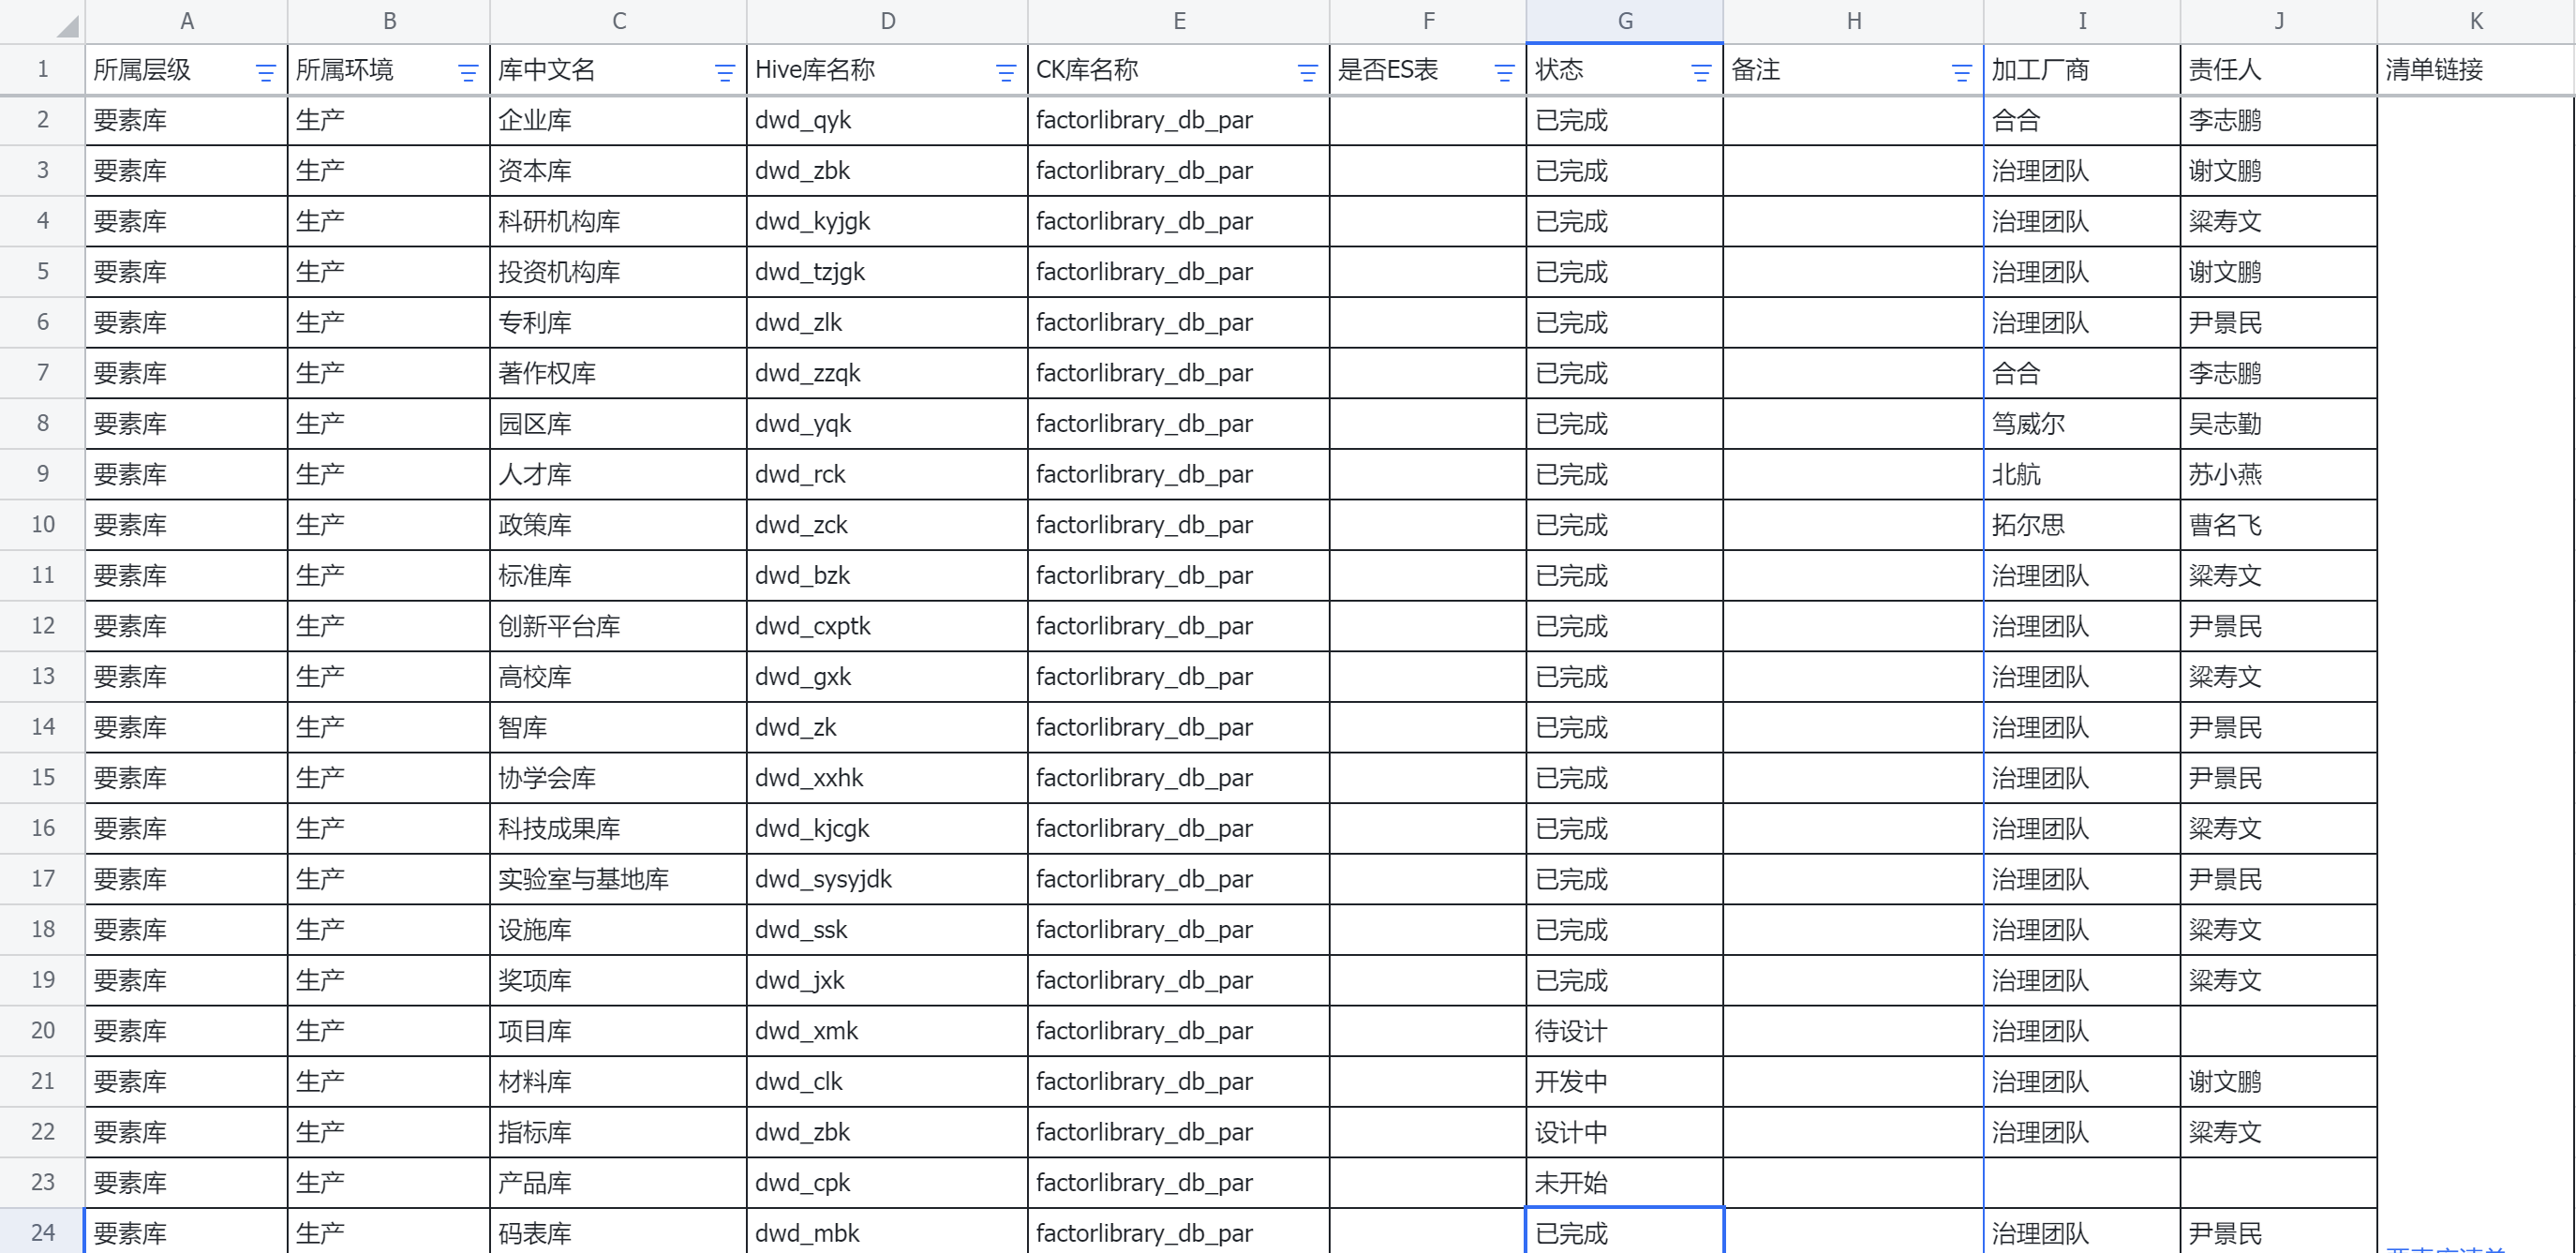 A B C D E F G H I J K
1 所属层级 所属环境 库中文名 Hive库名称 CK库名称 是否ES表 状态 备注 加工厂商 责任人 清单链接
2 要素库 生产 企业库 dwd_qyk factorlibrary_db_par 已完成 合合 李志鹏
3 要素库 生产 资本库 dwd_zbk factorlibrary_db_par 已完成 治理团队 谢文鹏
4 要素库 生产 科研机构库 dwd_kyjgk factorlibrary_db_par 已完成 治理团队 粱寿文
5 要素库 生产 投资机构库 dwd_tzjgk factorlibrary_db_par 已完成 治理团队 谢文鹏
6 要素库 生产 专利库 dwd_zlk factorlibrary_db_par 已完成 治理团队 尹景民
7 要素库 生产 著作权库 dwd_zzqk factorlibrary_db_par 已完成 合合 李志鹏
8 要素库 生产 园区库 dwd_yqk factorlibrary_db_par 已完成 笃威尔 吴志勤
9 要素库 生产 人才库 dwd_rck factorlibrary_db_par 已完成 北航 苏小燕
10 要素库 生产 政策库 dwd_zck factorlibrary_db_par 已完成 拓尔思 曹名飞
11 要素库 生产 标准库 dwd_bzk factorlibrary_db_par 已完成 治理团队 粱寿文
12 要素库 生产 创新平台库 dwd_cxptk factorlibrary_db_par 已完成 治理团队 尹景民
13 要素库 生产 高校库 dwd_gxk factorlibrary_db_par 已完成 治理团队 粱寿文
14 要素库 生产 智库 dwd_zk factorlibrary_db_par 已完成 治理团队 尹景民
15 要素库 生产 协学会库 dwd_xxhk factorlibrary_db_par 已完成 治理团队 尹景民
16 要素库 生产 科技成果库 dwd_kjcgk factorlibrary_db_par 已完成 治理团队 粱寿文
17 要素库 生产 实验室与基地库 dwd_sysyjdk factorlibrary_db_par 已完成 治理团队 尹景民
18 要素库 生产 设施库 dwd_ssk factorlibrary_db_par 已完成 治理团队 粱寿文
19 要素库 生产 奖项库 dwd_jxk factorlibrary_db_par 已完成 治理团队 粱寿文
20 要素库 生产 项目库 dwd_xmk factorlibrary_db_par 待设计 治理团队
21 要素库 生产 材料库 dwd_clk factorlibrary_db_par 开发中 治理团队 谢文鹏
22 要素库 生产 指标库 dwd_zbk factorlibrary_db_par 设计中 治理团队 粱寿文
23 要素库 生产 产品库 dwd_cpk factorlibrary_db_par 未开始
24 要素库 生产 码表库 dwd_mbk factorlibrary_db_par 已完成 治理团队 尹景民